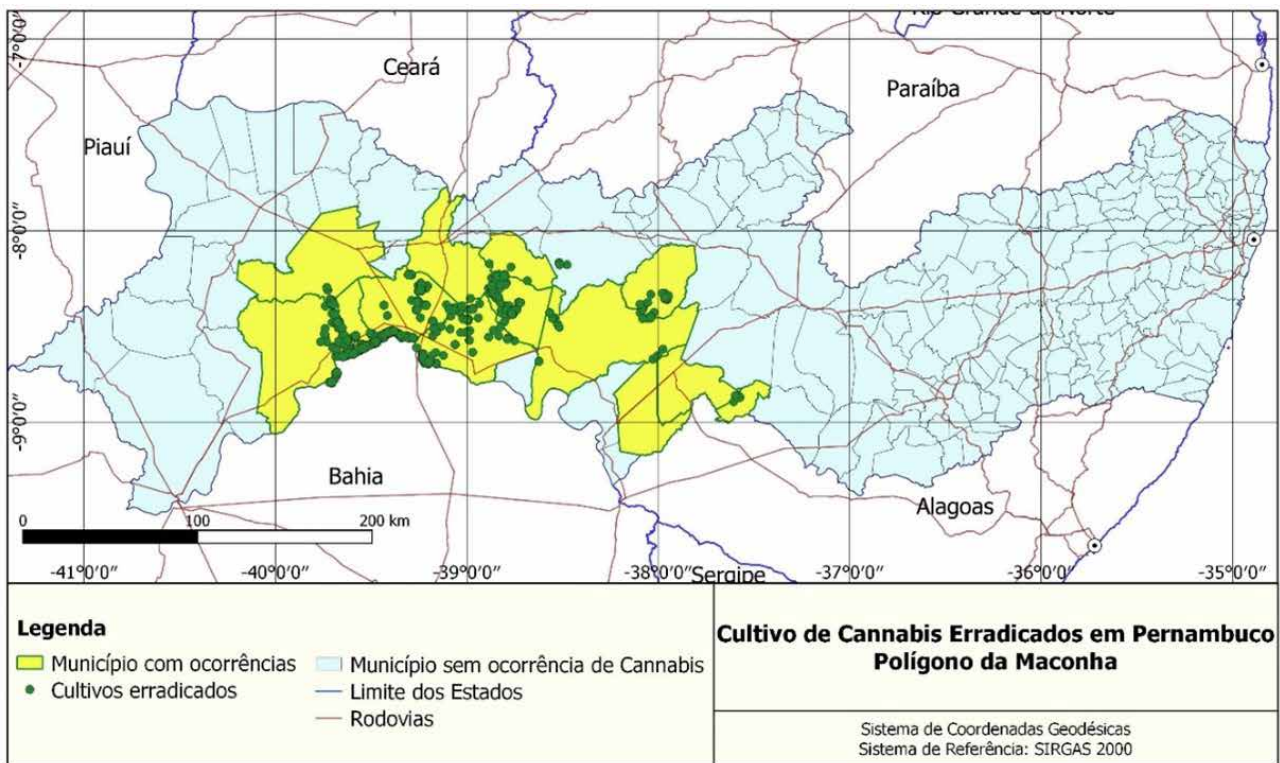 Rio Grande do Norte
-7°0'0"
Ceará
Paraíba
Piauí
-8°0'0"
-9°0'0"
Bahia
Alagoas
0 100 200 km
-41°0'0" -40°0'0" -39°0'0" -38°0'0" -37°0'0" -36°0'0" -35°0'0"
Sergipe
Legenda
Município com ocorrências
Cultivos erradicados
Município sem ocorrência de Cannabis
Limite dos Estados
Rodovias
Cultivo de Cannabis Erradicados em Pernambuco
Polígono da Maconha
Sistema de Coordenadas Geodésicas
Sistema de Referência: SIRGAS 2000